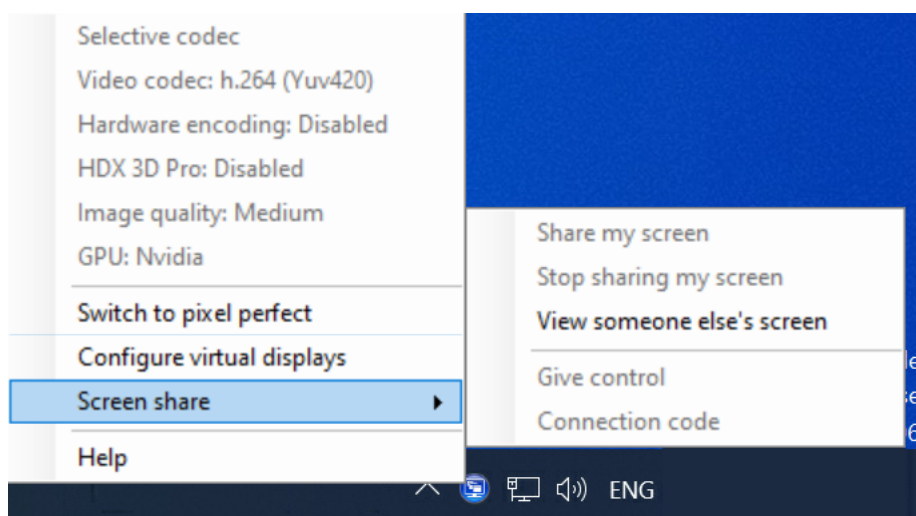 Selective codec
Video codec: h.264 (Yuv420)
Hardware encoding: Disabled
HDX 3D Pro: Disabled
Image quality: Medium
GPU: Nvidia
Switch to pixel perfect
Configure virtual displays
Screen share
Help
Share my screen
Stop sharing my screen
View someone else's screen
Give control
Connection code
ENG